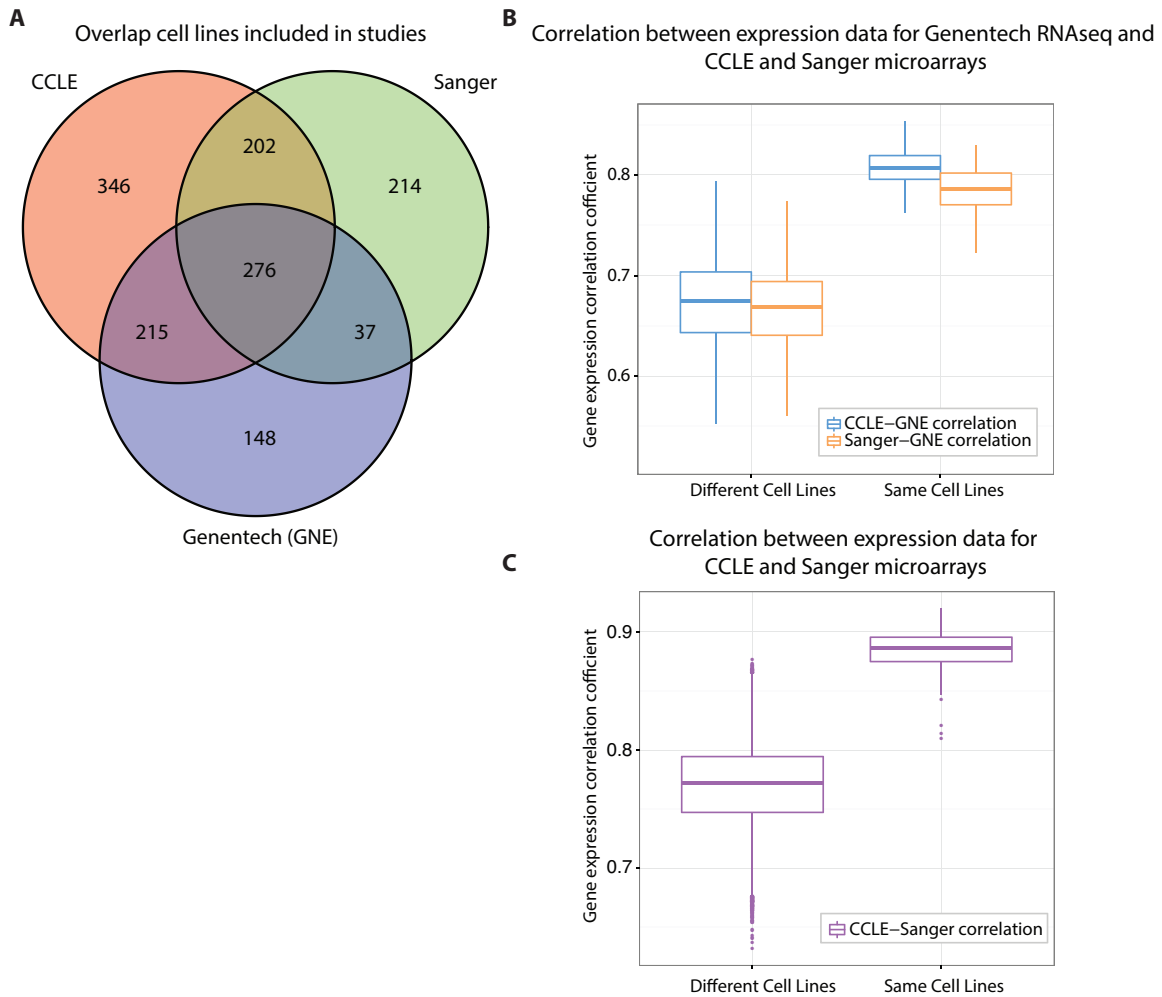 A
Overlap cell lines included in studies
CCLE
Sanger
202
346
214
276
215
37
148
Genentech (GNE)
B
Correlation between expression data for Genentech RNAseq and
CCLE and Sanger microarrays
Gene expression correlation cofficient
0.8
0.7
0.6
CCLE–GNE correlation
Sanger–GNE correlation
Different Cell Lines
Same Cell Lines
C
Correlation between expression data for
CCLE and Sanger microarrays
Gene expression correlation cofficient
0.9
0.8
0.7
CCLE–Sanger correlation
Different Cell Lines
Same Cell Lines